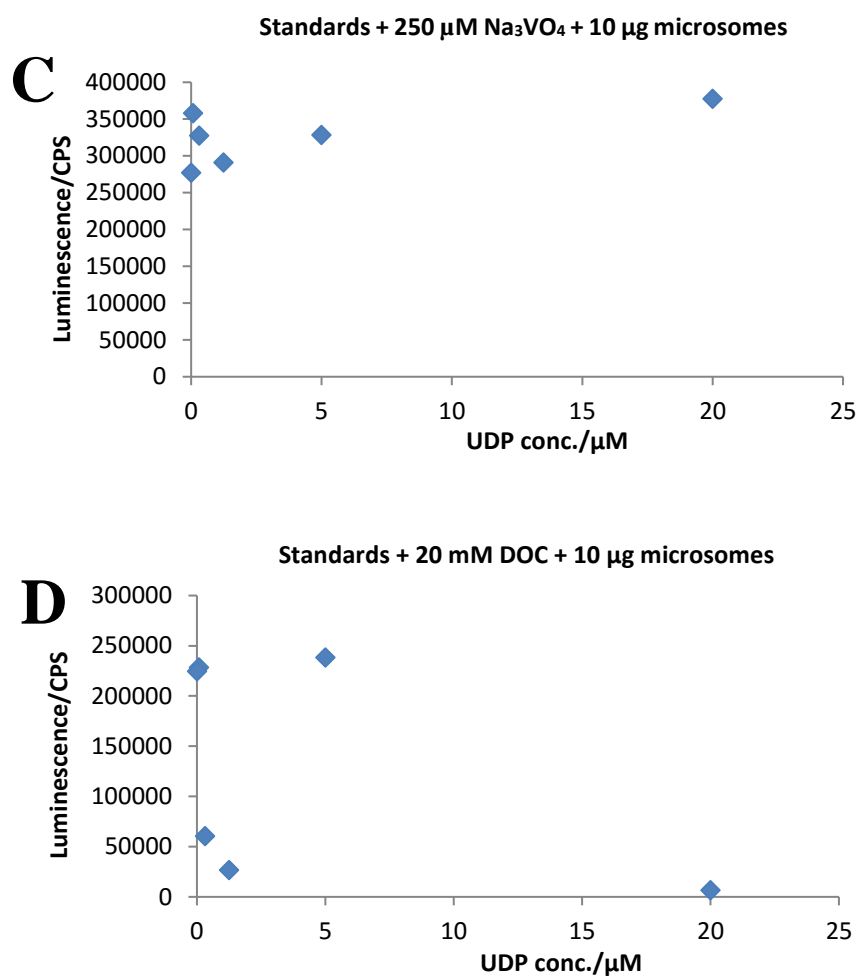 Standards + 250 µM Na₃VO₄ + 10 µg microsomes
C
400000
350000
300000
250000
200000
150000
100000
50000
0
Luminescence/CPS
0 5 10 15 20 25
UDP conc./µM
Standards + 20 mM DOC + 10 µg microsomes
D
300000
250000
200000
150000
100000
50000
0
Luminescence/CPS
0 5 10 15 20 25
UDP conc./µM